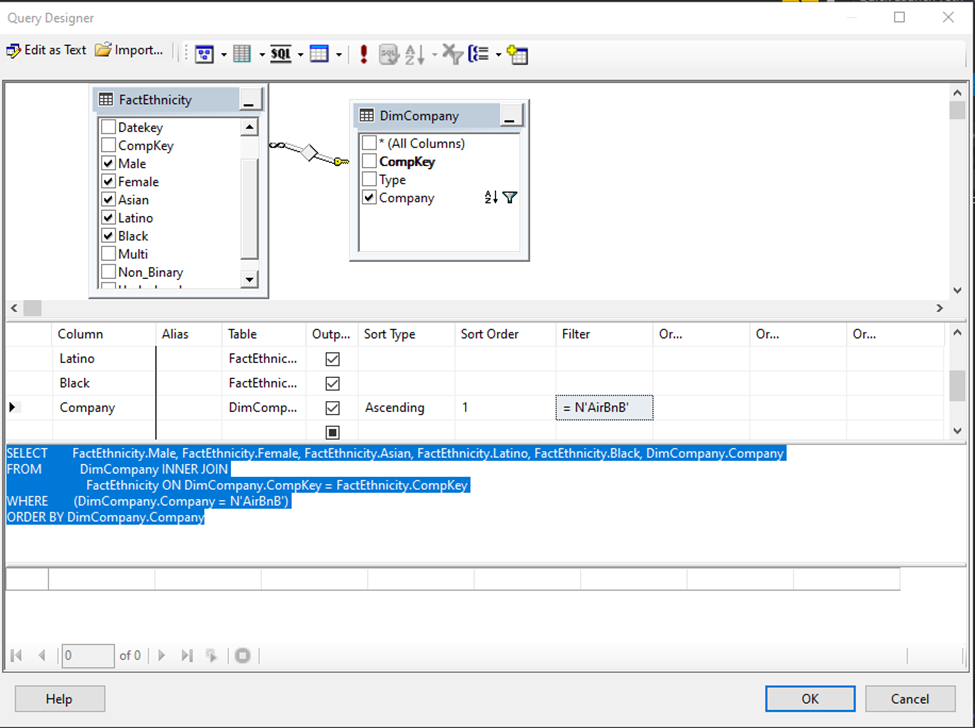 Query Designer
Edit as Text Import... SQL
FactEthnicity
Datekey
CompKey
Male
Female
Asian
Latino
Black
Multi
Non_Binary
DimCompany
* (All Columns)
CompKey
Type
Company
Column Alias Table Outp... Sort Type Sort Order Filter Or... Or... Or...
Latino FactEthnic...
Black FactEthnic...
Company DimComp... Ascending 1 = N'AirBnB'
SELECT FactEthnicity.Male, FactEthnicity.Female, FactEthnicity.Asian, FactEthnicity.Latino, FactEthnicity.Black, DimCompany.Company
FROM DimCompany INNER JOIN
FactEthnicity ON DimCompany.CompKey = FactEthnicity.CompKey
WHERE (DimCompany.Company = N'AirBnB')
ORDER BY DimCompany.Company
0 of 0
Help OK Cancel